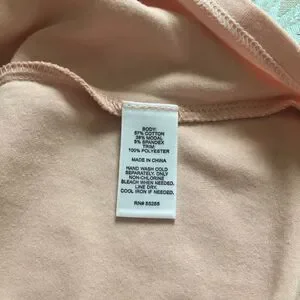 BODY:
57% COTTON
38% MODAL
5% SPANDEX
TRIM:
100% POLYESTER
MADE IN CHINA
HAND WASH COLD
SEPARATELY. ONLY
NON-CHLORINE
BLEACH WHEN NEEDED.
LINE DRY.
COOL IRON IF NEEDED.
RN# 55285